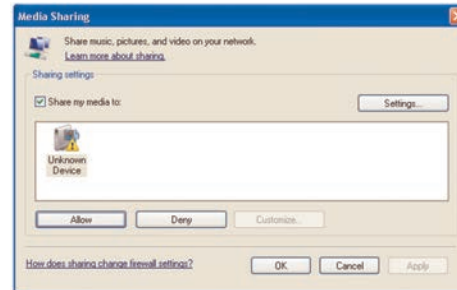 Media Sharing
Share music, pictures, and video on your network.
Learn more about sharing.
Sharing settings
Share my media to:
Settings...
Unknown
Device
Allow
Deny
Customize...
How does sharing change firewall settings?
OK
Cancel
Apply